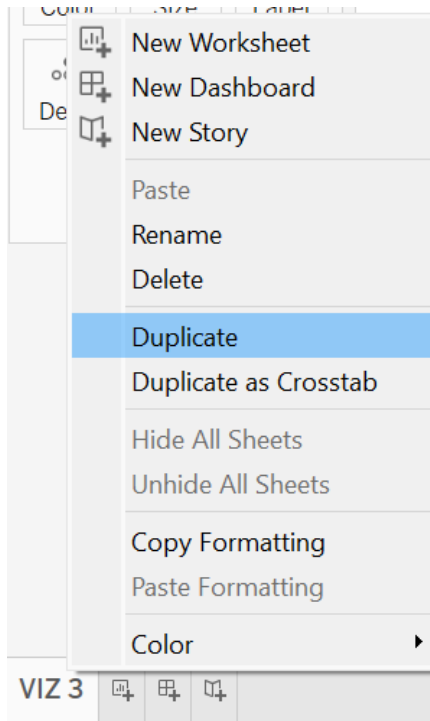 New Worksheet
New Dashboard
De
New Story
Paste
Rename
Delete
Duplicate
Duplicate as Crosstab
Hide All Sheets
Unhide All Sheets
Copy Formatting
Paste Formatting
Color
VIZ 3